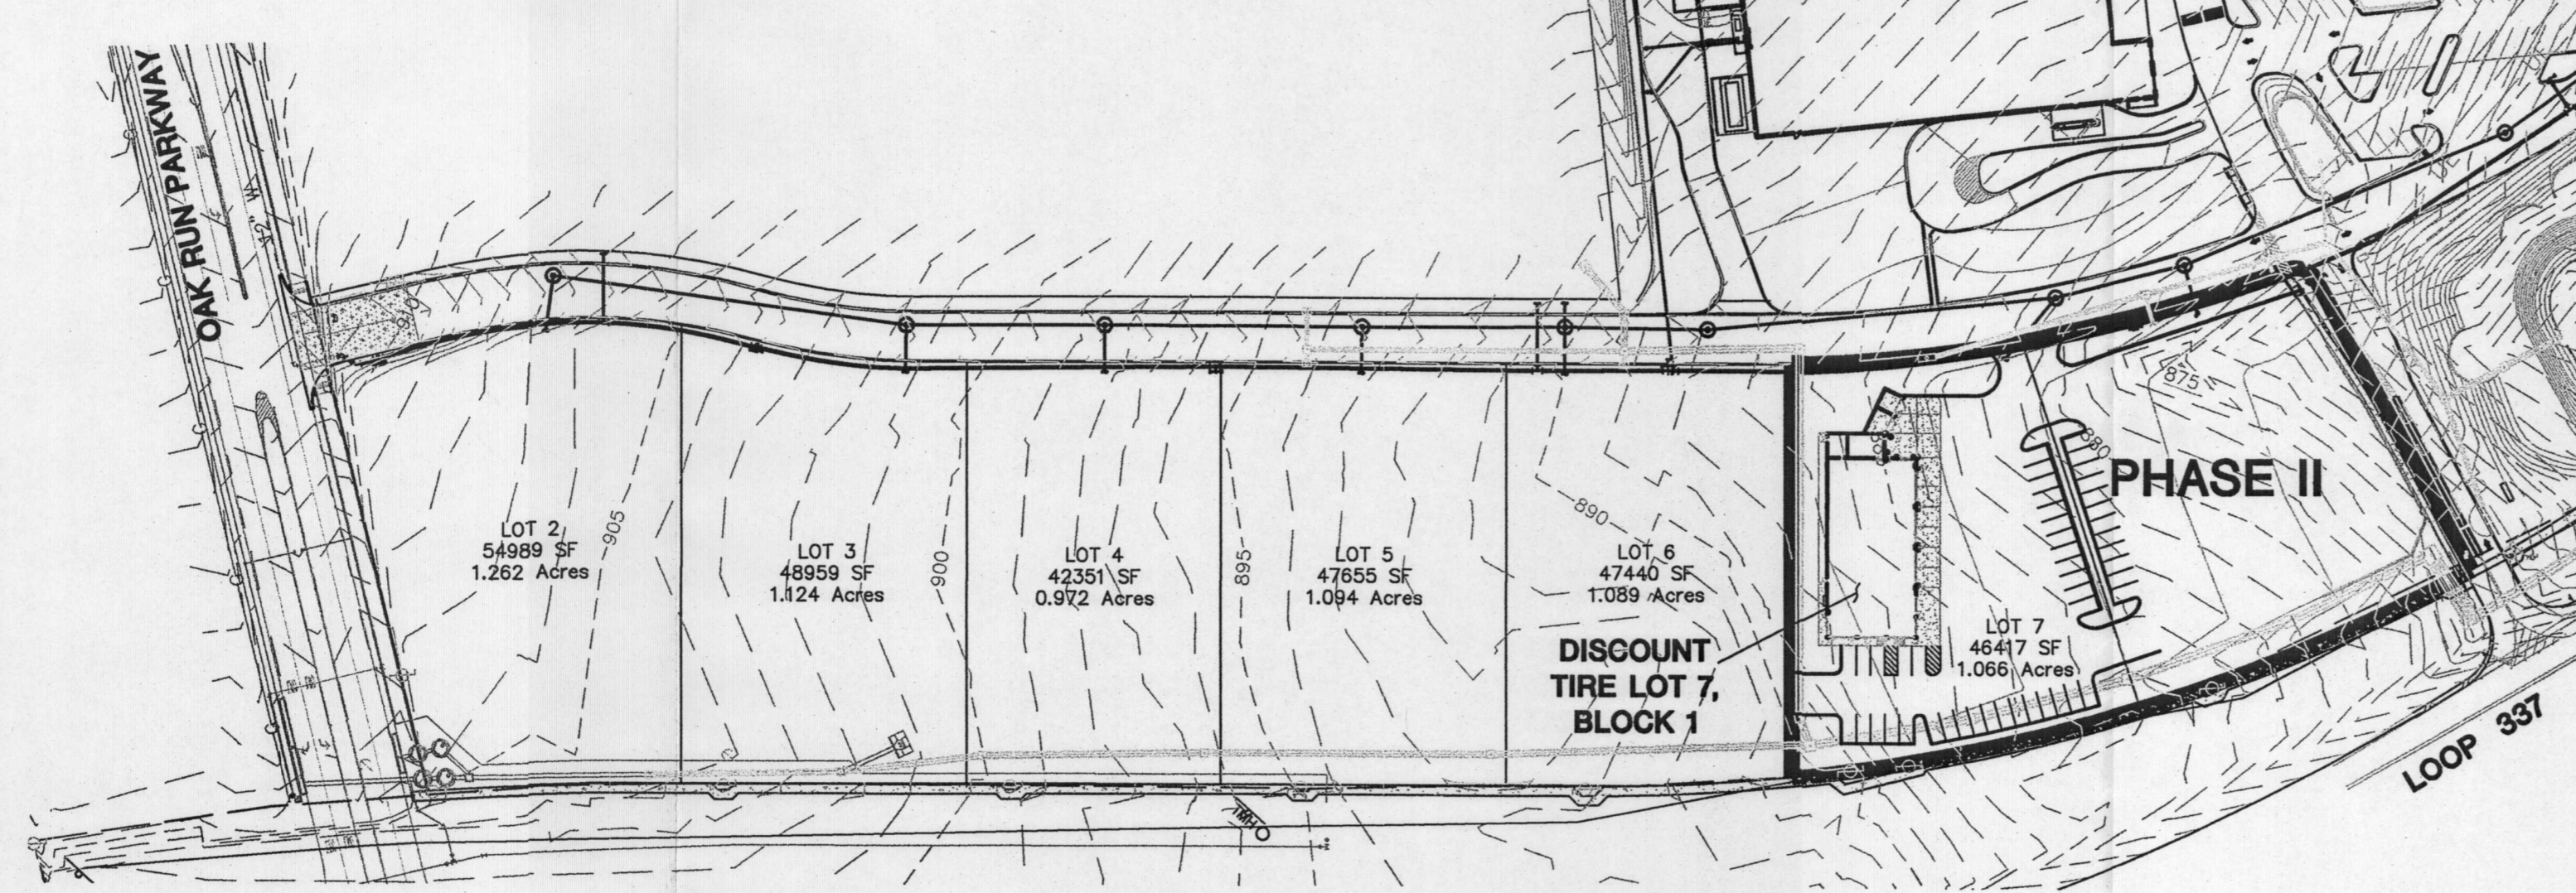 OAK RUN PARKWAY
12" W
910
LOT 2
54989 SF
1.262 Acres
905
LOT 3
48959 SF
1.124 Acres
900
LOT 4
42351 SF
0.972 Acres
895
LOT 5
47655 SF
1.094 Acres
890
LOT 6
47440 SF
1.089 Acres
DISCOUNT
TIRE LOT 7,
BLOCK 1
LOT 7
46417 SF
1.066 Acres
880
875
PHASE II
LOOP 337